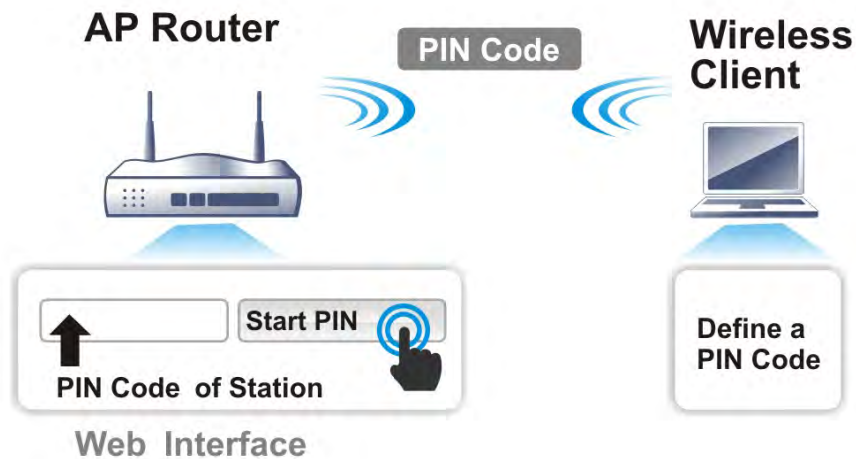 AP Router
PIN Code
Wireless
Client
Start PIN
PIN Code of Station
Define a
PIN Code
Web Interface